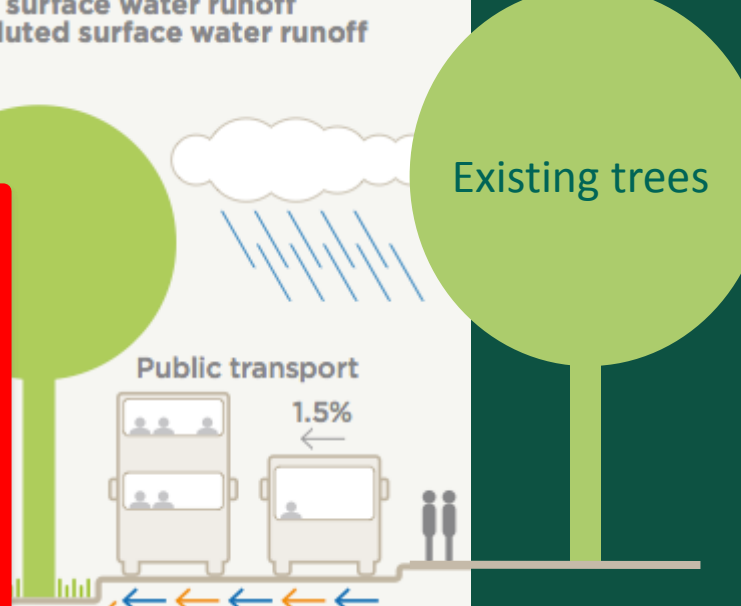 surface water runoff
luted surface water runoff
Existing trees
Public transport
1.5%